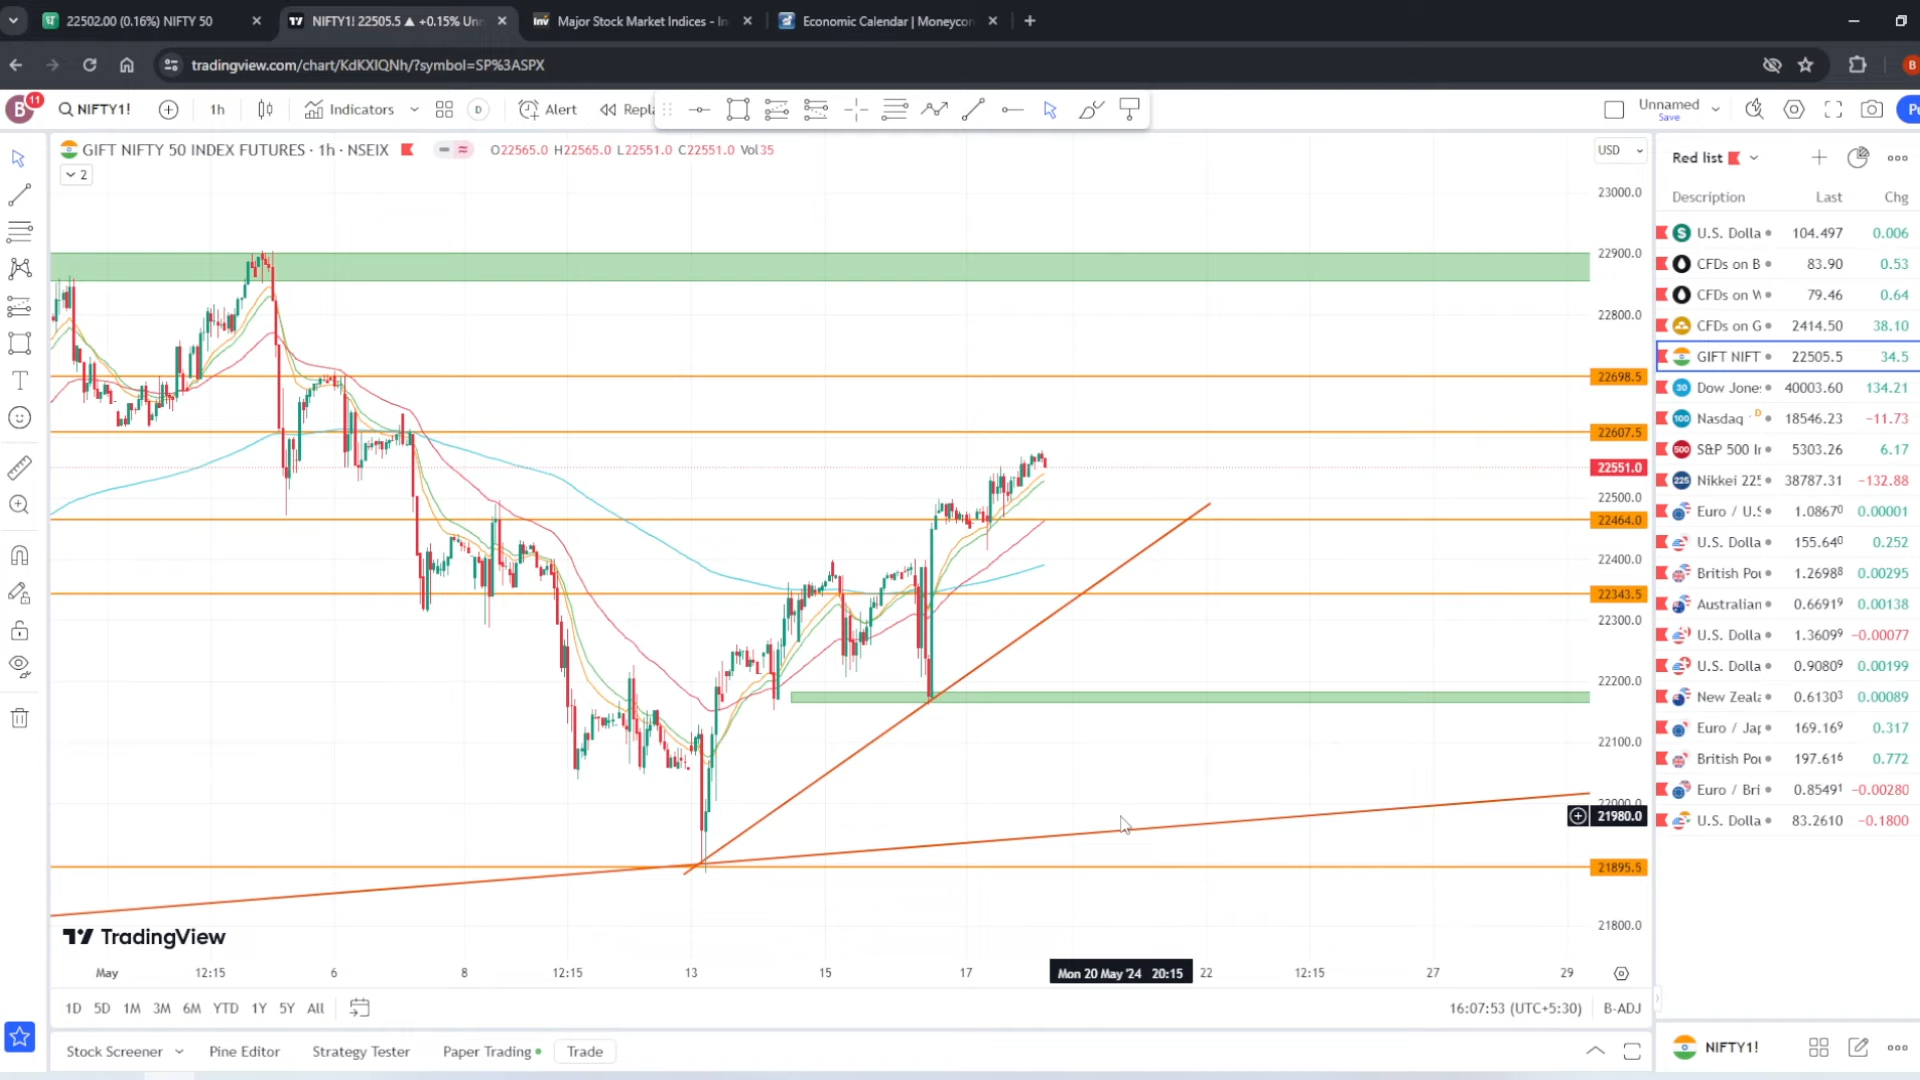 22502.00 (0.16%) NIFTY 50
NIFTY1! 22505.5 ▲ +0.15% Unn
Major Stock Market Indices - In
Economic Calendar | Moneycon
tradingview.com/chart/KdKXIQNh/?symbol=SP%3ASPX
B
B 11
NIFTY1!
1h
Indicators
D
Alert
Repla
Unnamed
Save
Pu
GIFT NIFTY 50 INDEX FUTURES · 1h · NSEIX
O22565.0 H22565.0 L22551.0 C22551.0 Vol35
2
USD
23000.0
22900.0
22800.0
22698.5
22607.5
22551.0
22500.0
22464.0
22400.0
22343.5
22300.0
22200.0
22100.0
22000.0
21980.0
21895.5
21800.0
TradingView
May 12:15 6 8 12:15 13 15 17 Mon 20 May '24 20:15 22 12:15 27 29
1D 5D 1M 3M 6M YTD 1Y 5Y All
16:07:53 (UTC+5:30) B-ADJ
Stock Screener Pine Editor Strategy Tester Paper Trading Trade
Red list
Description Last Chg
U.S. Dolla 104.497 0.006
CFDs on B 83.90 0.53
CFDs on W 79.46 0.64
CFDs on G 2414.50 38.10
GIFT NIFT 22505.5 34.5
30 Dow Jone: 40003.60 134.21
100 Nasdaq D 18546.23 −11.73
500 S&P 500 Ir 5303.26 6.17
225 Nikkei 225 38787.31 −132.88
Euro / U.S 1.08670 0.00001
U.S. Dolla 155.640 0.252
British Pou 1.26988 0.00295
Australian 0.66919 0.00138
U.S. Dolla 1.36099 −0.00077
U.S. Dolla 0.90809 0.00199
New Zeala 0.61303 0.00089
Euro / Jap 169.169 0.317
British Pou 197.616 0.772
Euro / Bri 0.85491 −0.00280
U.S. Dolla 83.2610 −0.1800
NIFTY1!